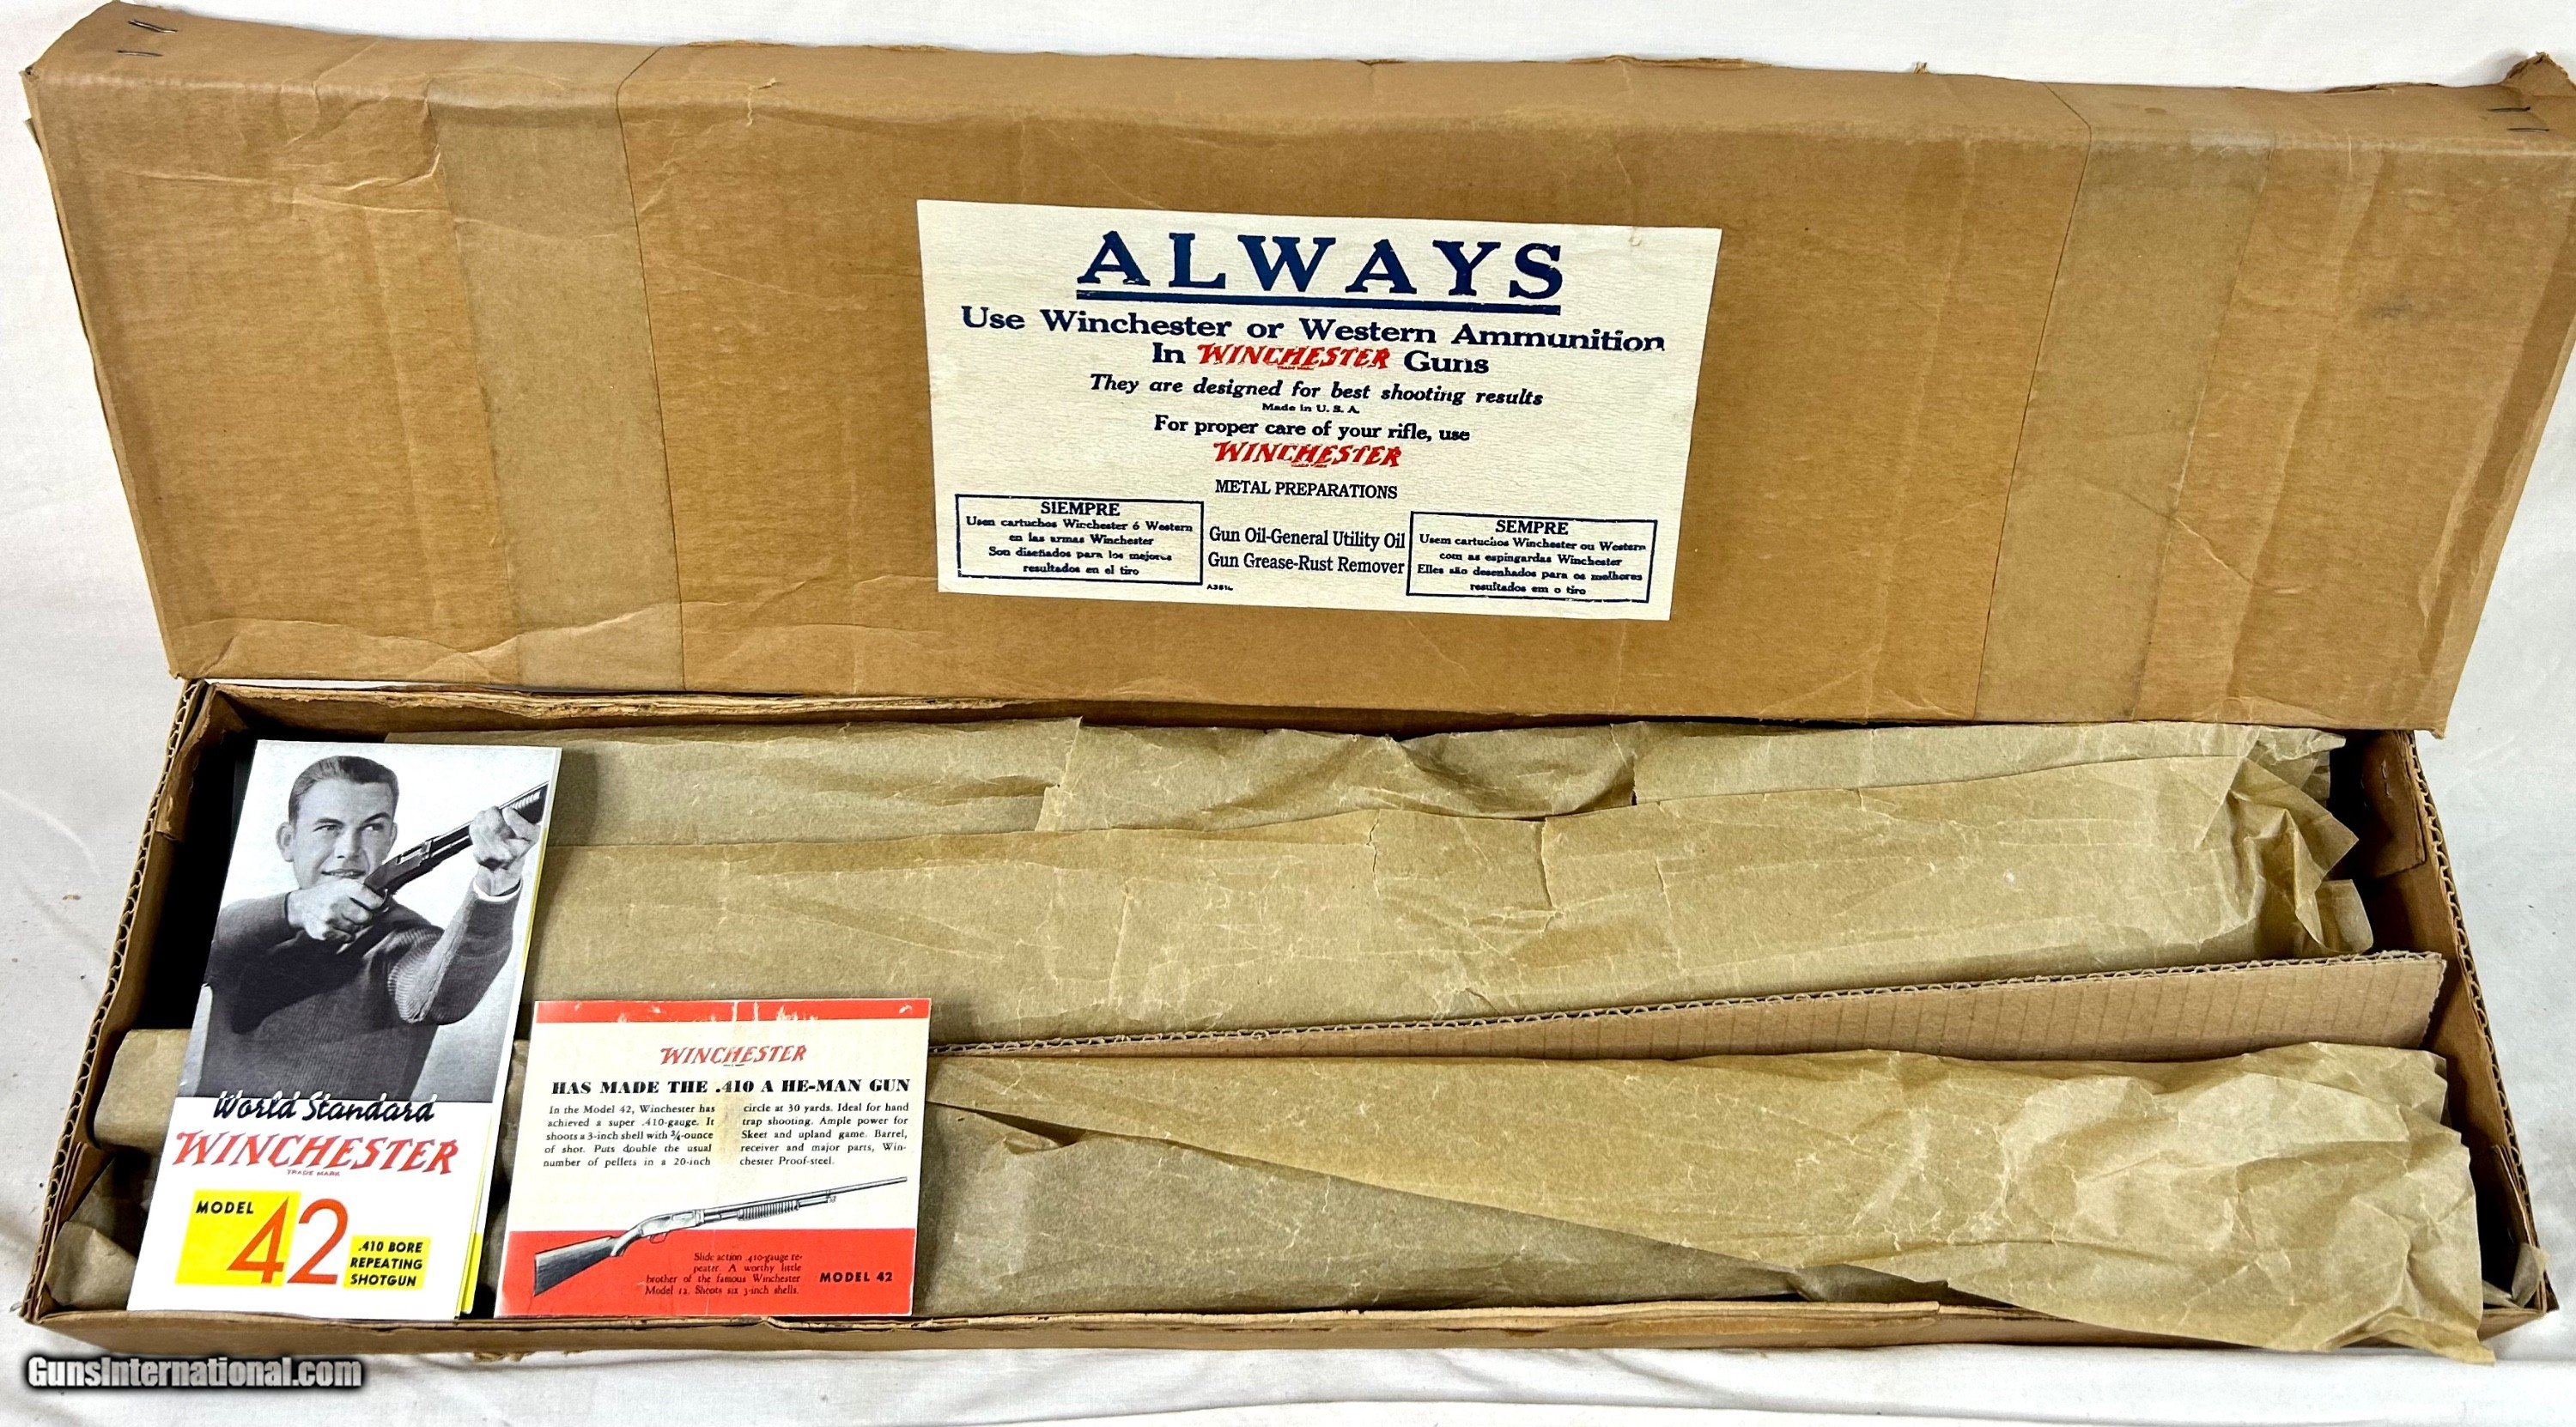 ALWAYS
Use Winchester or Western Ammunition
In WINCHESTER Guns
TRADE MARK
They are designed for best shooting results
Made in U. S. A.
For proper care of your rifle, use
WINCHESTER
TRADE MARK
METAL PREPARATIONS
SIEMPRE
Usen cartuchos Winchester ó Western
en las armas Winchester
Son diseñados para los mejores
resultados en el tiro
Gun Oil-General Utility Oil
Gun Grease-Rust Remover
SEMPRE
Usem cartuchos Winchester ou Western
com as espingardas Winchester
Elles são desenhados para os melhores
resultados em o tiro
World Standard
WINCHESTER
TRADE MARK
MODEL
42
.410 BORE
REPEATING
SHOTGUN
WINCHESTER
HAS MADE THE .410 A HE-MAN GUN
In the Model 42, Winchester has
achieved a super .410-gauge. It
shoots a 3-inch shell with ¾-ounce
of shot. Puts double the usual
number of pellets in a 20-inch
circle at 30 yards. Ideal for hand
trap shooting. Ample power for
Skeet and upland game. Barrel,
receiver and major parts, Win-
chester Proof-steel.
Slide action .410-gauge re-
peater. A worthy little
brother of the famous Winchester
Model 12. Shoots six 3-inch shells.
MODEL 42
GunsInternational.com